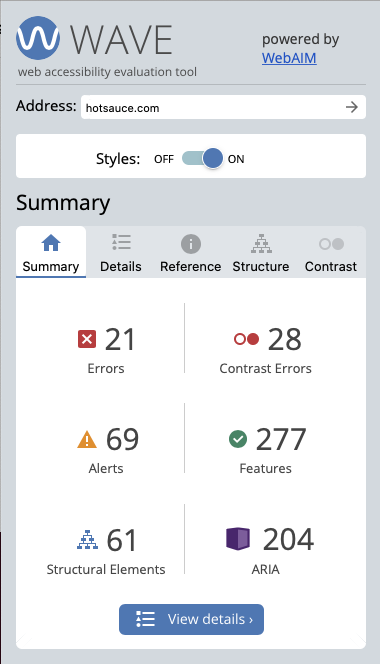 WAVE
web accessibility evaluation tool
powered by
WebAIM
Address: hotsauce.com
Styles: OFF ON
Summary
Summary Details Reference Structure Contrast
21
Errors
28
Contrast Errors
69
Alerts
277
Features
61
Structural Elements
204
ARIA
View details ›